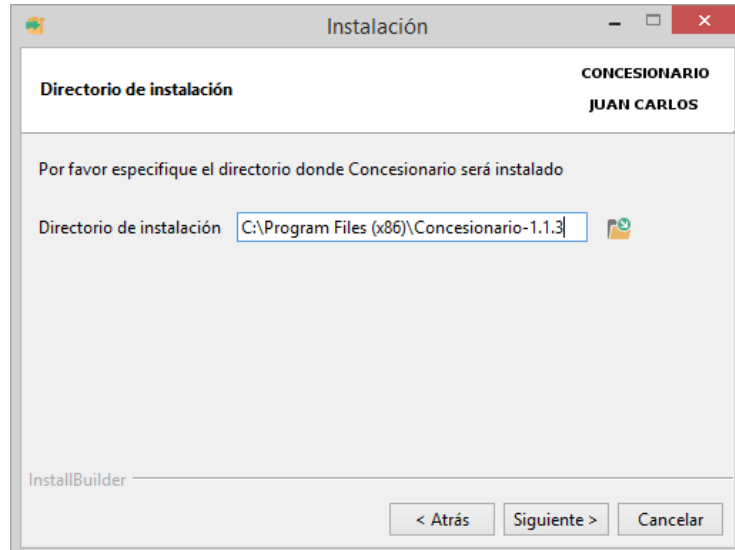 Instalación
Directorio de instalación
CONCESIONARIO
JUAN CARLOS
Por favor especifique el directorio donde Concesionario será instalado
Directorio de instalación C:\Program Files (x86)\Concesionario-1.1.3
InstallBuilder
< Atrás Siguiente > Cancelar